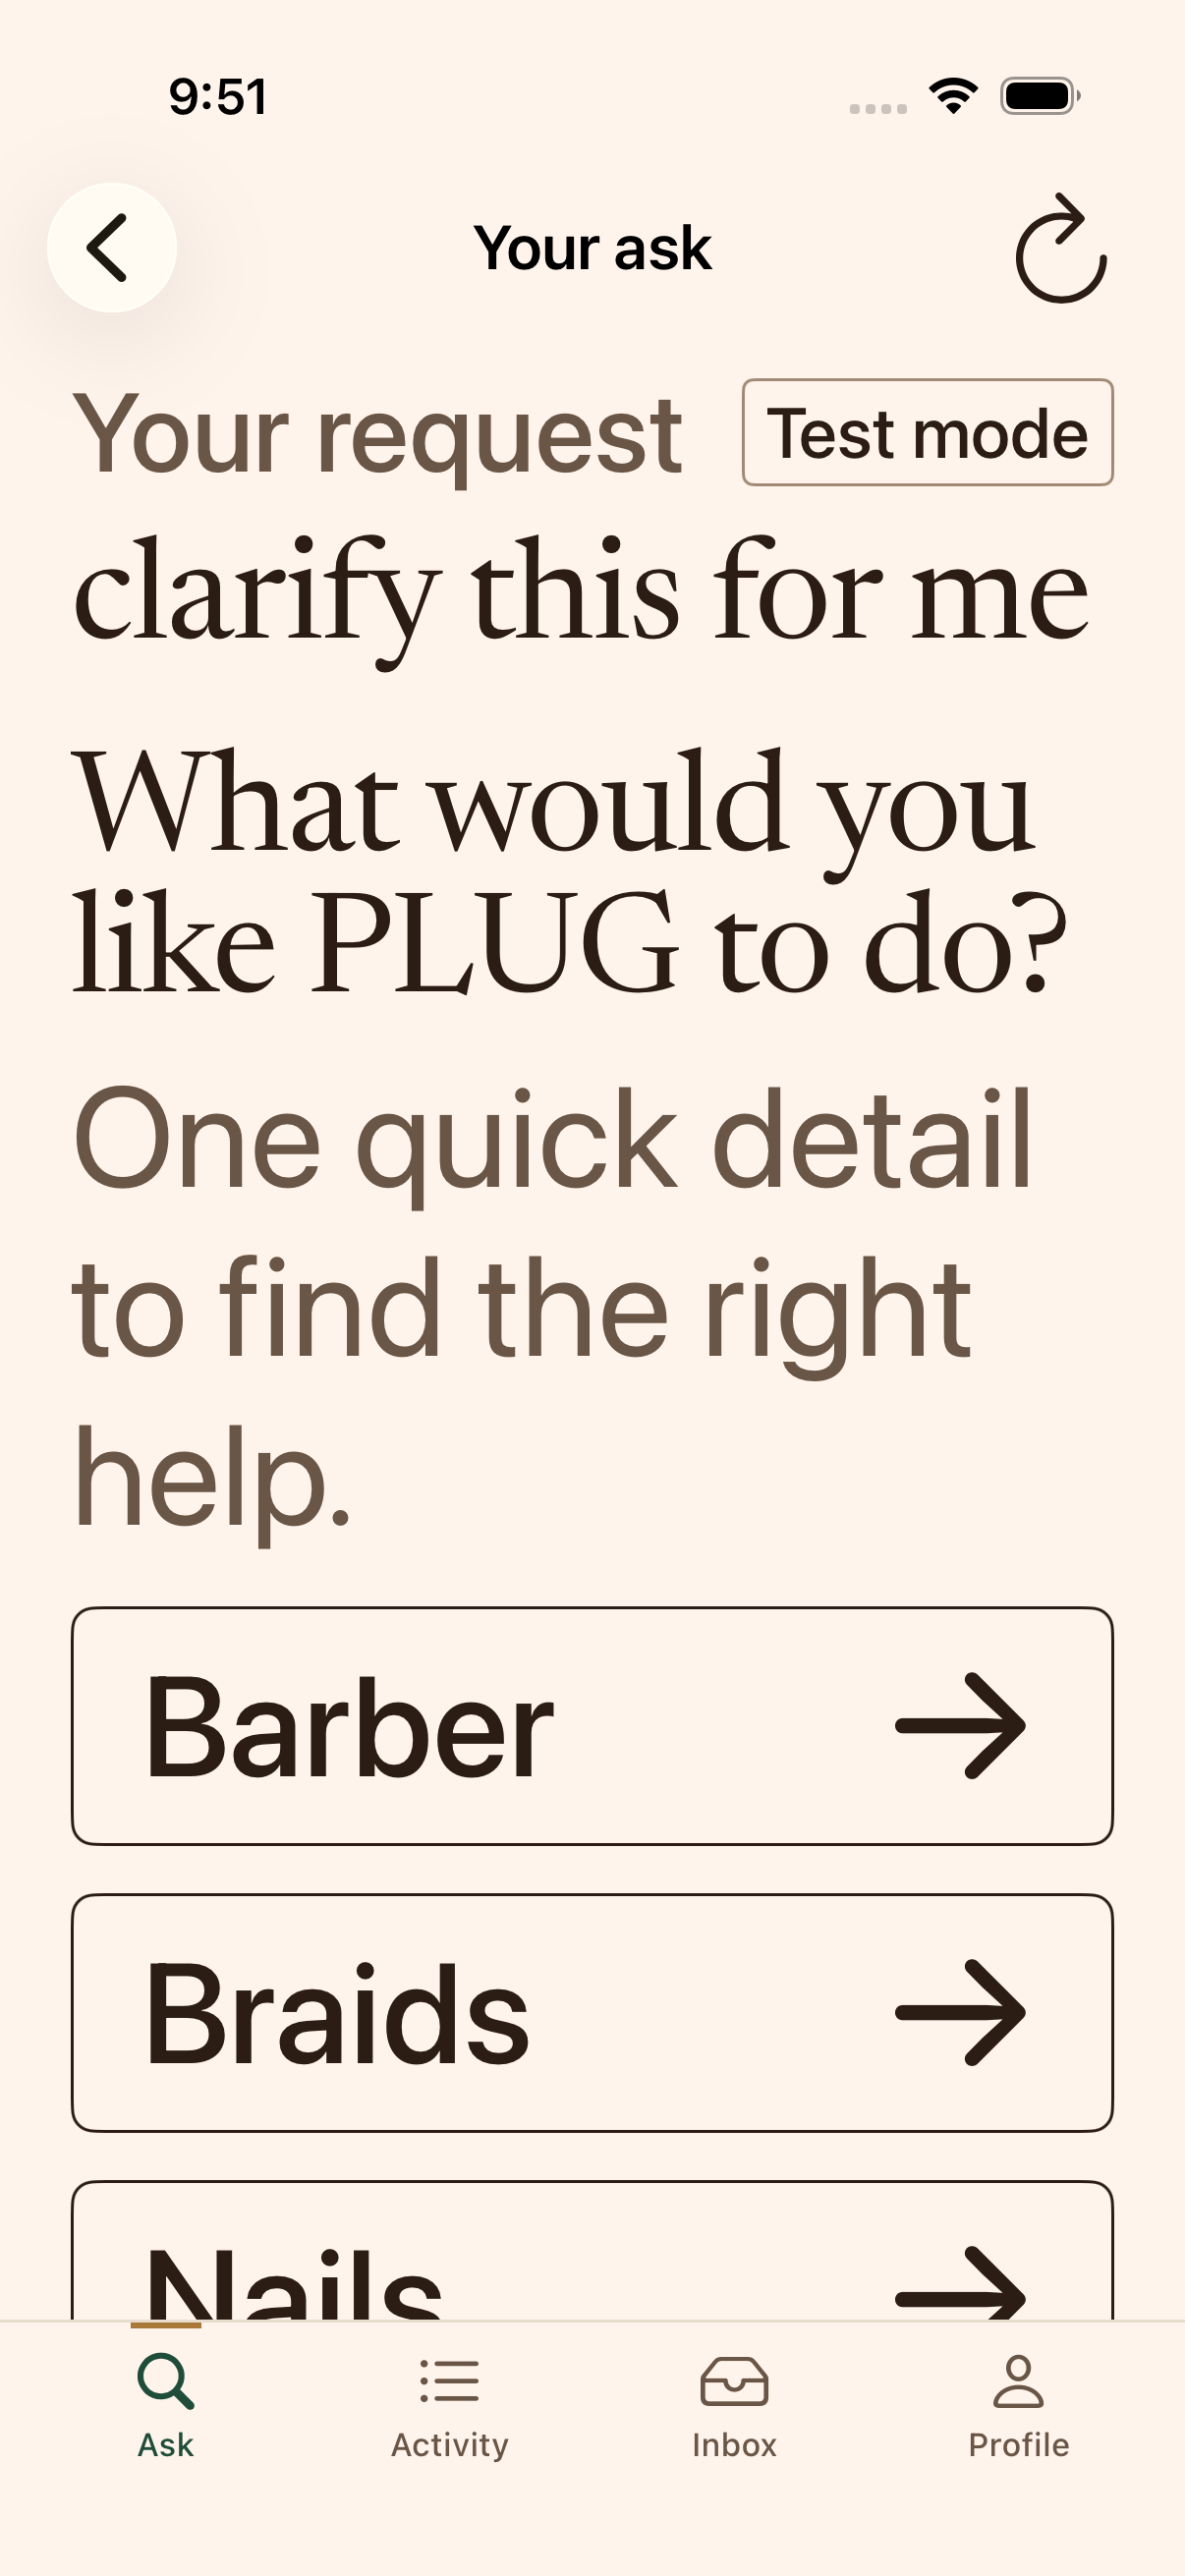 9:51
Your ask
Your request
Test mode
clarify this for me
What would you
like PLUG to do?
One quick detail
to find the right
help.
Barber
Braids
Nails
Ask
Activity
Inbox
Profile